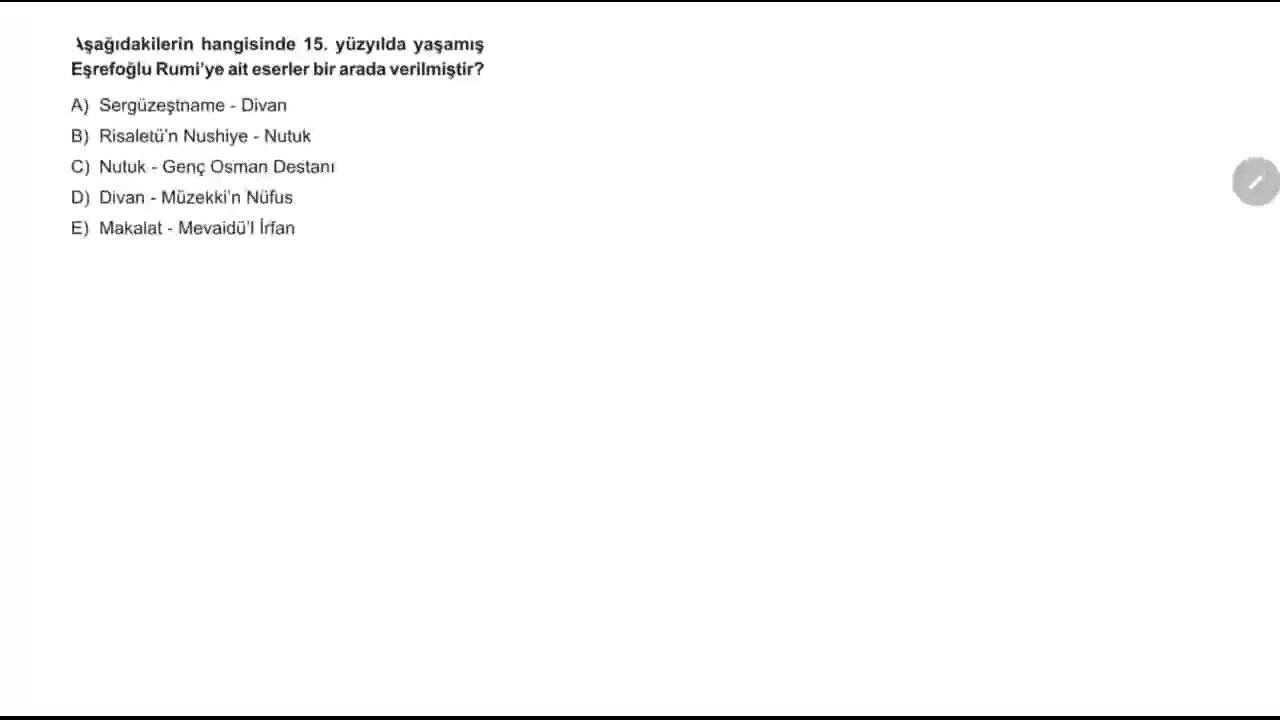 Aşağıdakilerin hangisinde 15. yüzyılda yaşamış
Eşrefoğlu Rumi'ye ait eserler bir arada verilmiştir?
A) Sergüzeştname - Divan
B) Risaletü'n Nushiye - Nutuk
C) Nutuk - Genç Osman Destanı
D) Divan - Müzekki'n Nüfus
E) Makalat - Mevaidü'l İrfan